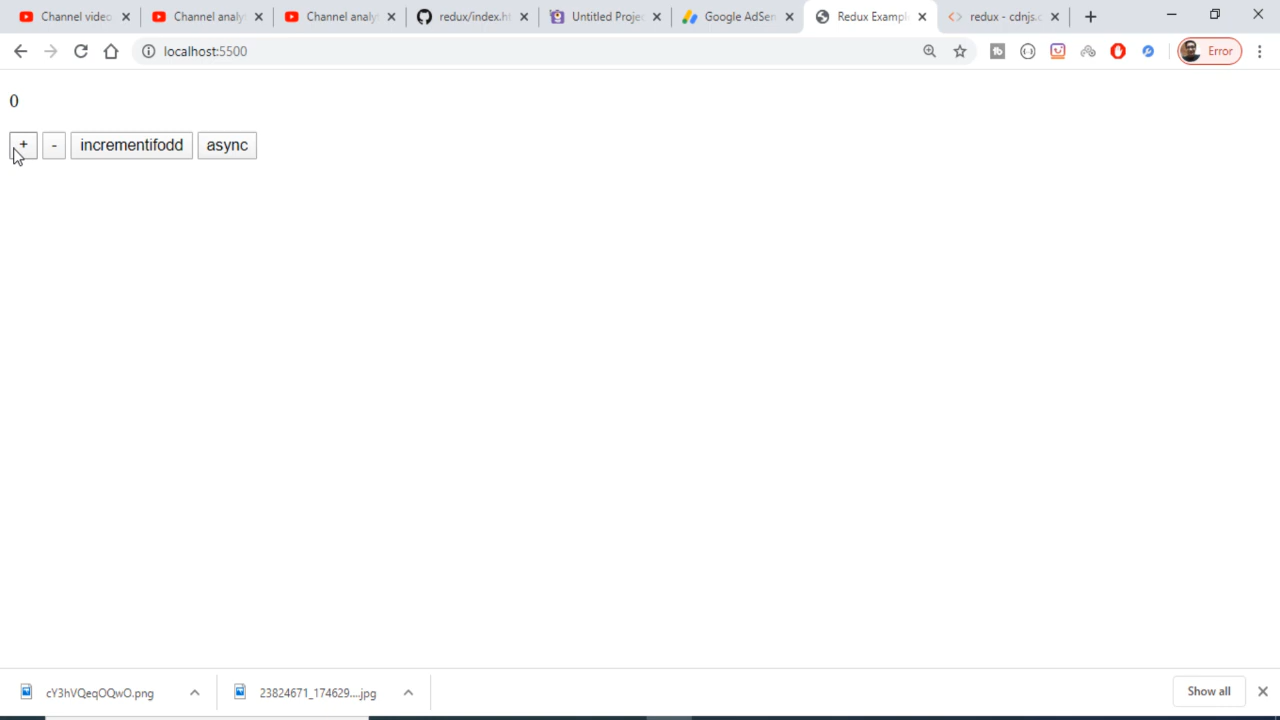 Channel video
Channel analy
Channel analy
redux/index.ht
Untitled Proje
Google AdSen
Redux Exampl
redux - cdnjs.c
localhost:5500
Error
0
+ - incrementifodd async
cY3hVQeqOQwO.png
23824671_174629....jpg
Show all